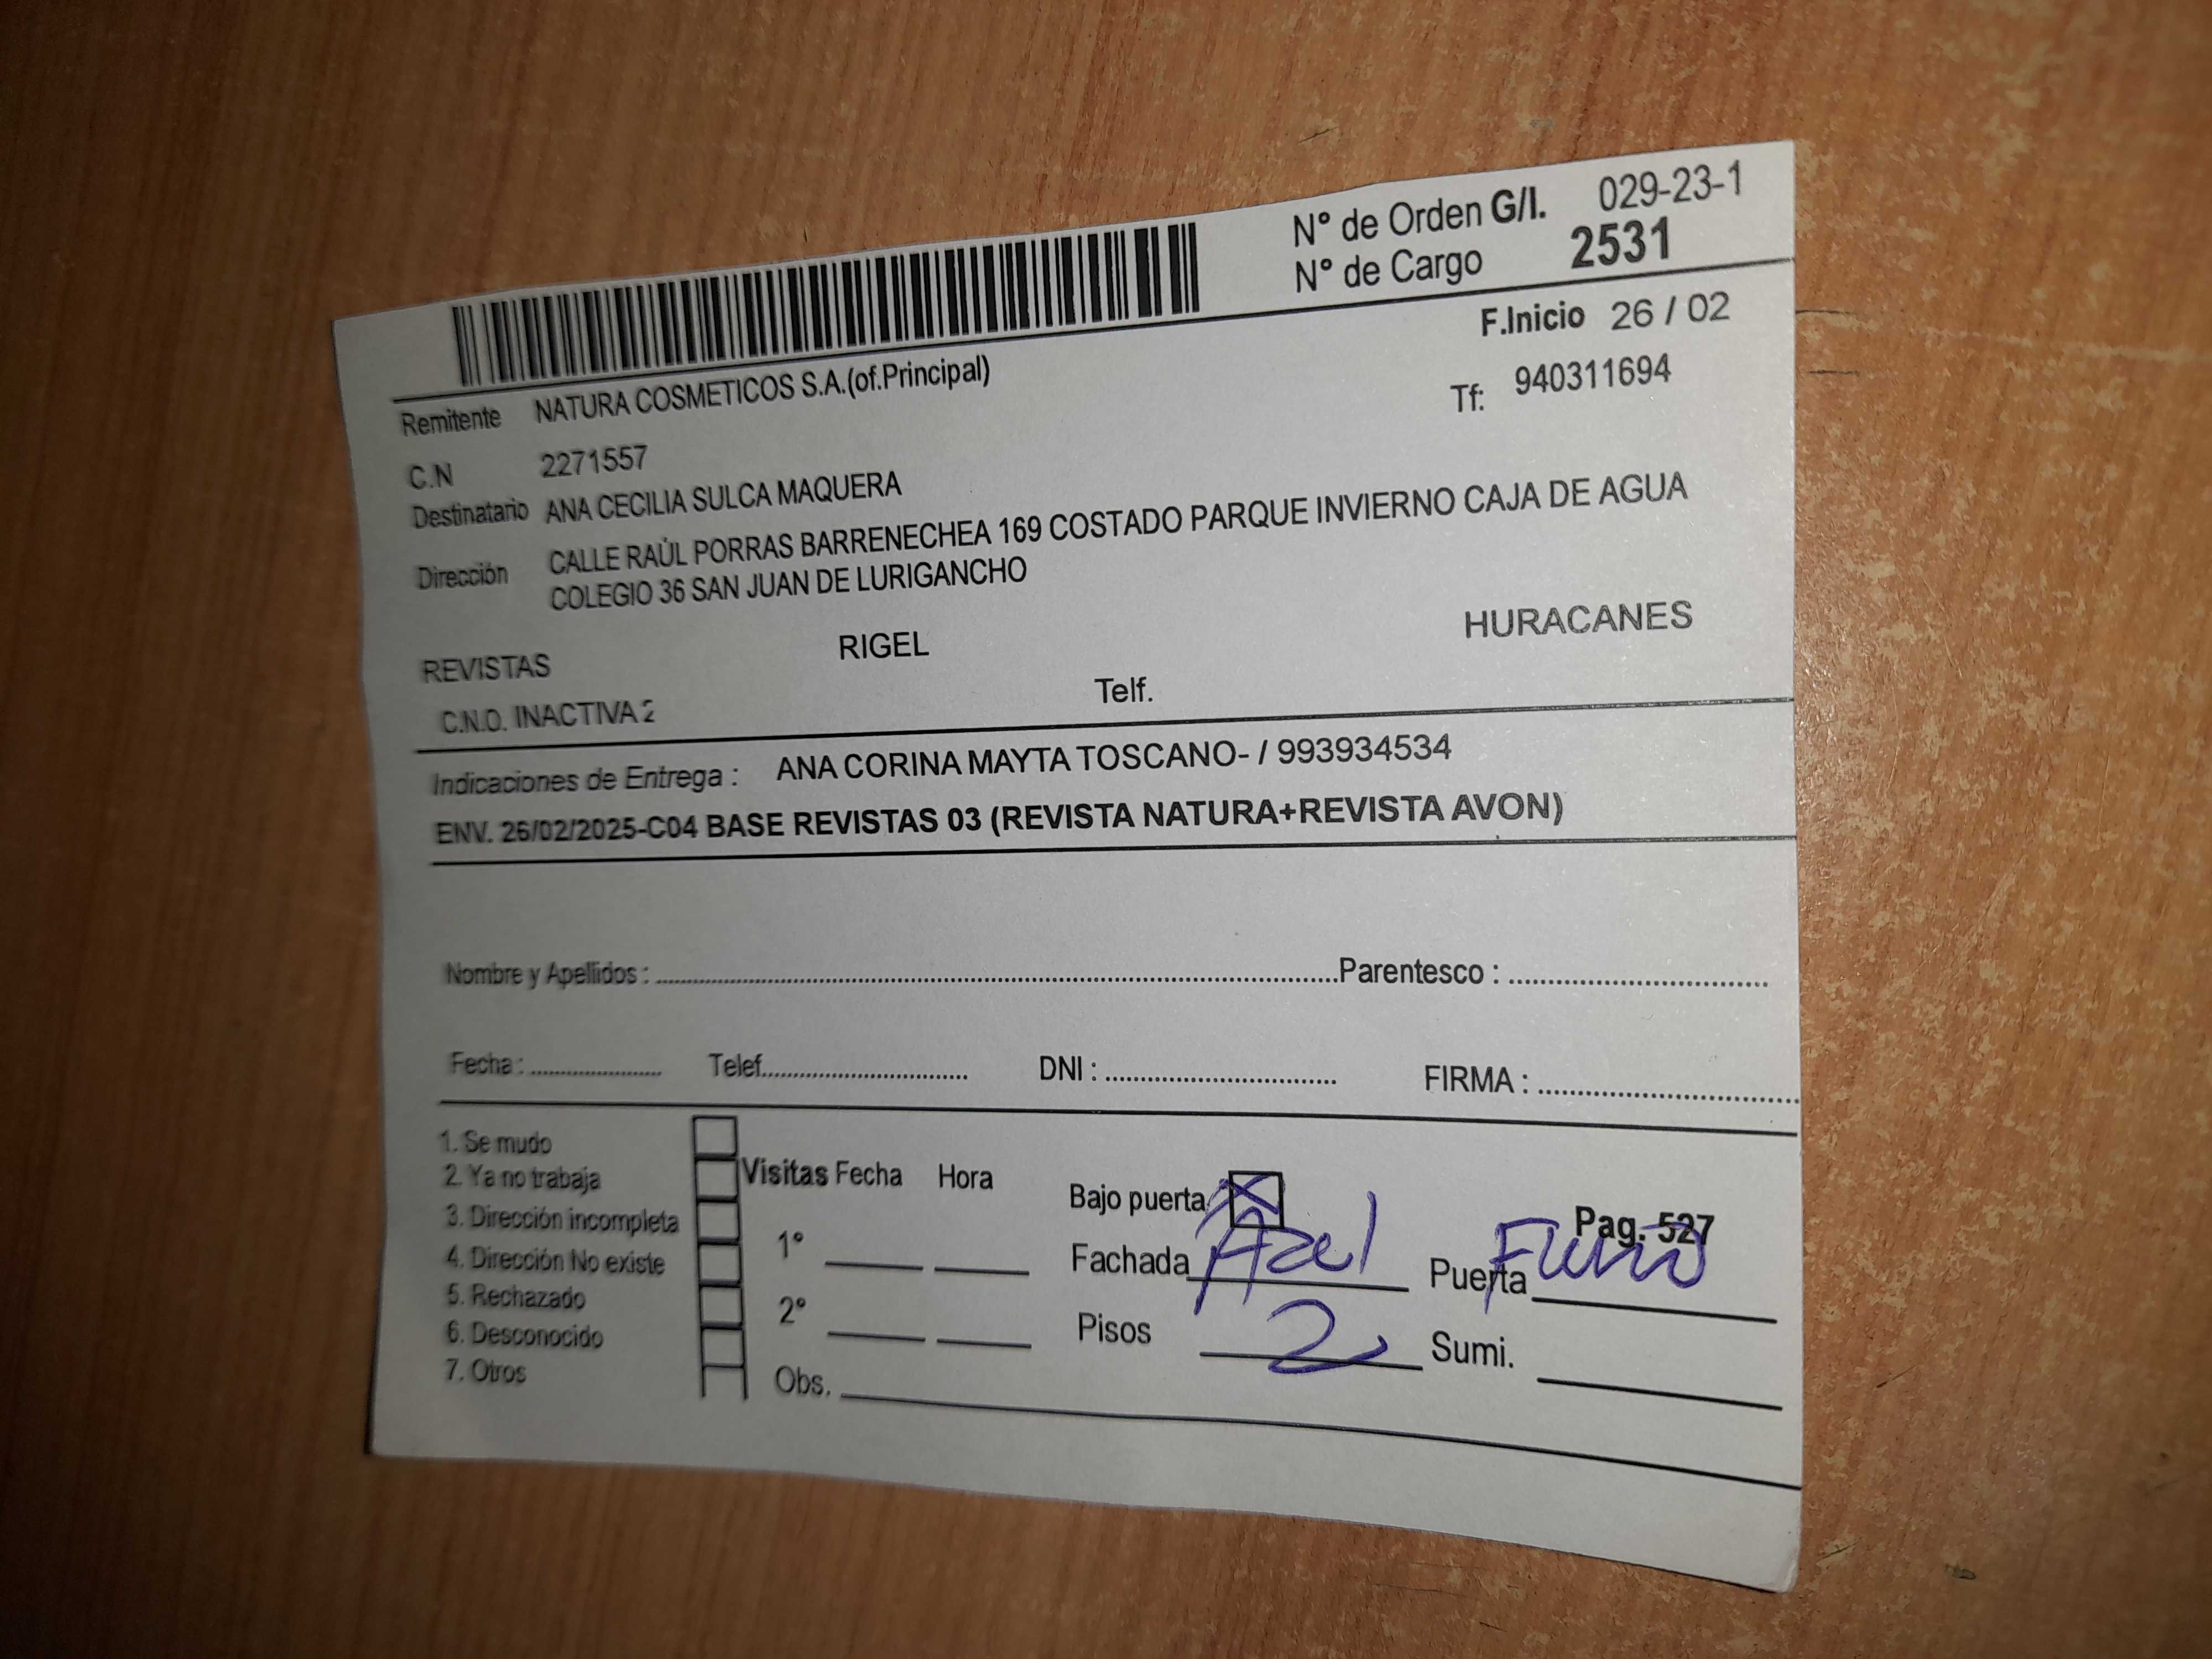 N° de Orden G/I. 029-23-1
N° de Cargo 2531
F.Inicio 26 / 02
Remitente NATURA COSMETICOS S.A.(of.Principal)
Tf: 940311694
C.N 2271557
Destinatario ANA CECILIA SULCA MAQUERA
Dirección CALLE RAÚL PORRAS BARRENECHEA 169 COSTADO PARQUE INVIERNO CAJA DE AGUA
COLEGIO 36 SAN JUAN DE LURIGANCHO
REVISTAS RIGEL HURACANES
C.N.O. INACTIVA 2 Telf.
Indicaciones de Entrega : ANA CORINA MAYTA TOSCANO- / 993934534
ENV. 26/02/2025-C04 BASE REVISTAS 03 (REVISTA NATURA+REVISTA AVON)
Nombre y Apellidos : Parentesco :
Fecha : Telef. DNI : FIRMA :
1. Se mudo
2. Ya no trabaja
3. Dirección incompleta
4. Dirección No existe
5. Rechazado
6. Desconocido
7. Otros
Visitas Fecha Hora
1°
2°
Obs.
Bajo puerta X
Pag. 527
Fachada Azul Puerta
Pisos 2 Sumi.